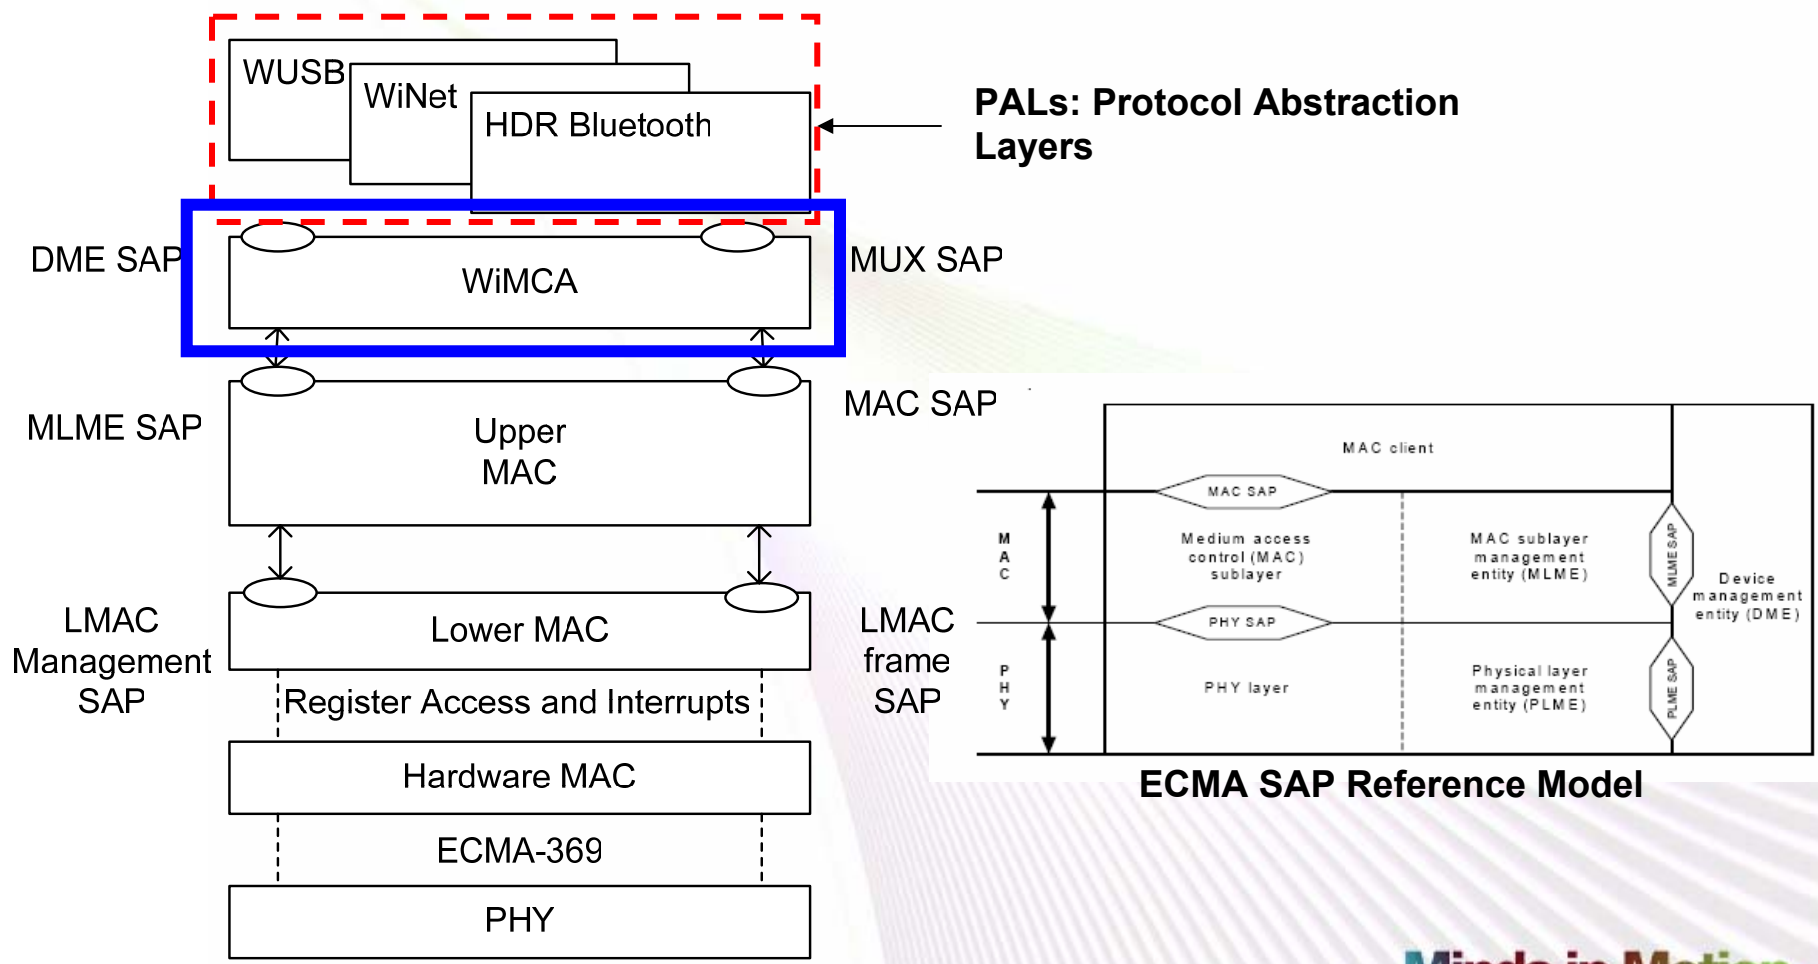 WUSB
WiNet
HDR Bluetooth
PALs: Protocol Abstraction
Layers
DME SAP
MUX SAP
WiMCA
MLME SAP
MAC SAP
Upper
MAC
LMAC
Management
SAP
Lower MAC
LMAC
frame
SAP
Register Access and Interrupts
Hardware MAC
ECMA-369
PHY
MAC client
MAC SAP
M
A
C
Medium access
control (MAC)
sublayer
MAC sublayer
management
entity (MLME)
MLME SAP
Device
management
entity (DME)
PHY SAP
P
H
Y
PHY layer
Physical layer
management
entity (PLME)
PLME SAP
ECMA SAP Reference Model
Minds in Motion